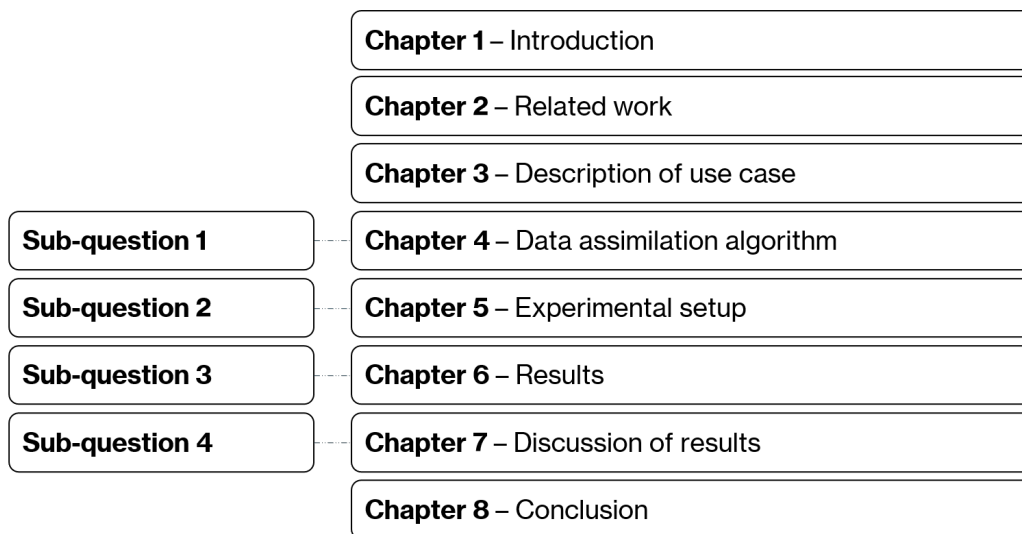 Chapter 1 – Introduction
Chapter 2 – Related work
Chapter 3 – Description of use case
Sub-question 1 Chapter 4 – Data assimilation algorithm
Sub-question 2 Chapter 5 – Experimental setup
Sub-question 3 Chapter 6 – Results
Sub-question 4 Chapter 7 – Discussion of results
Chapter 8 – Conclusion